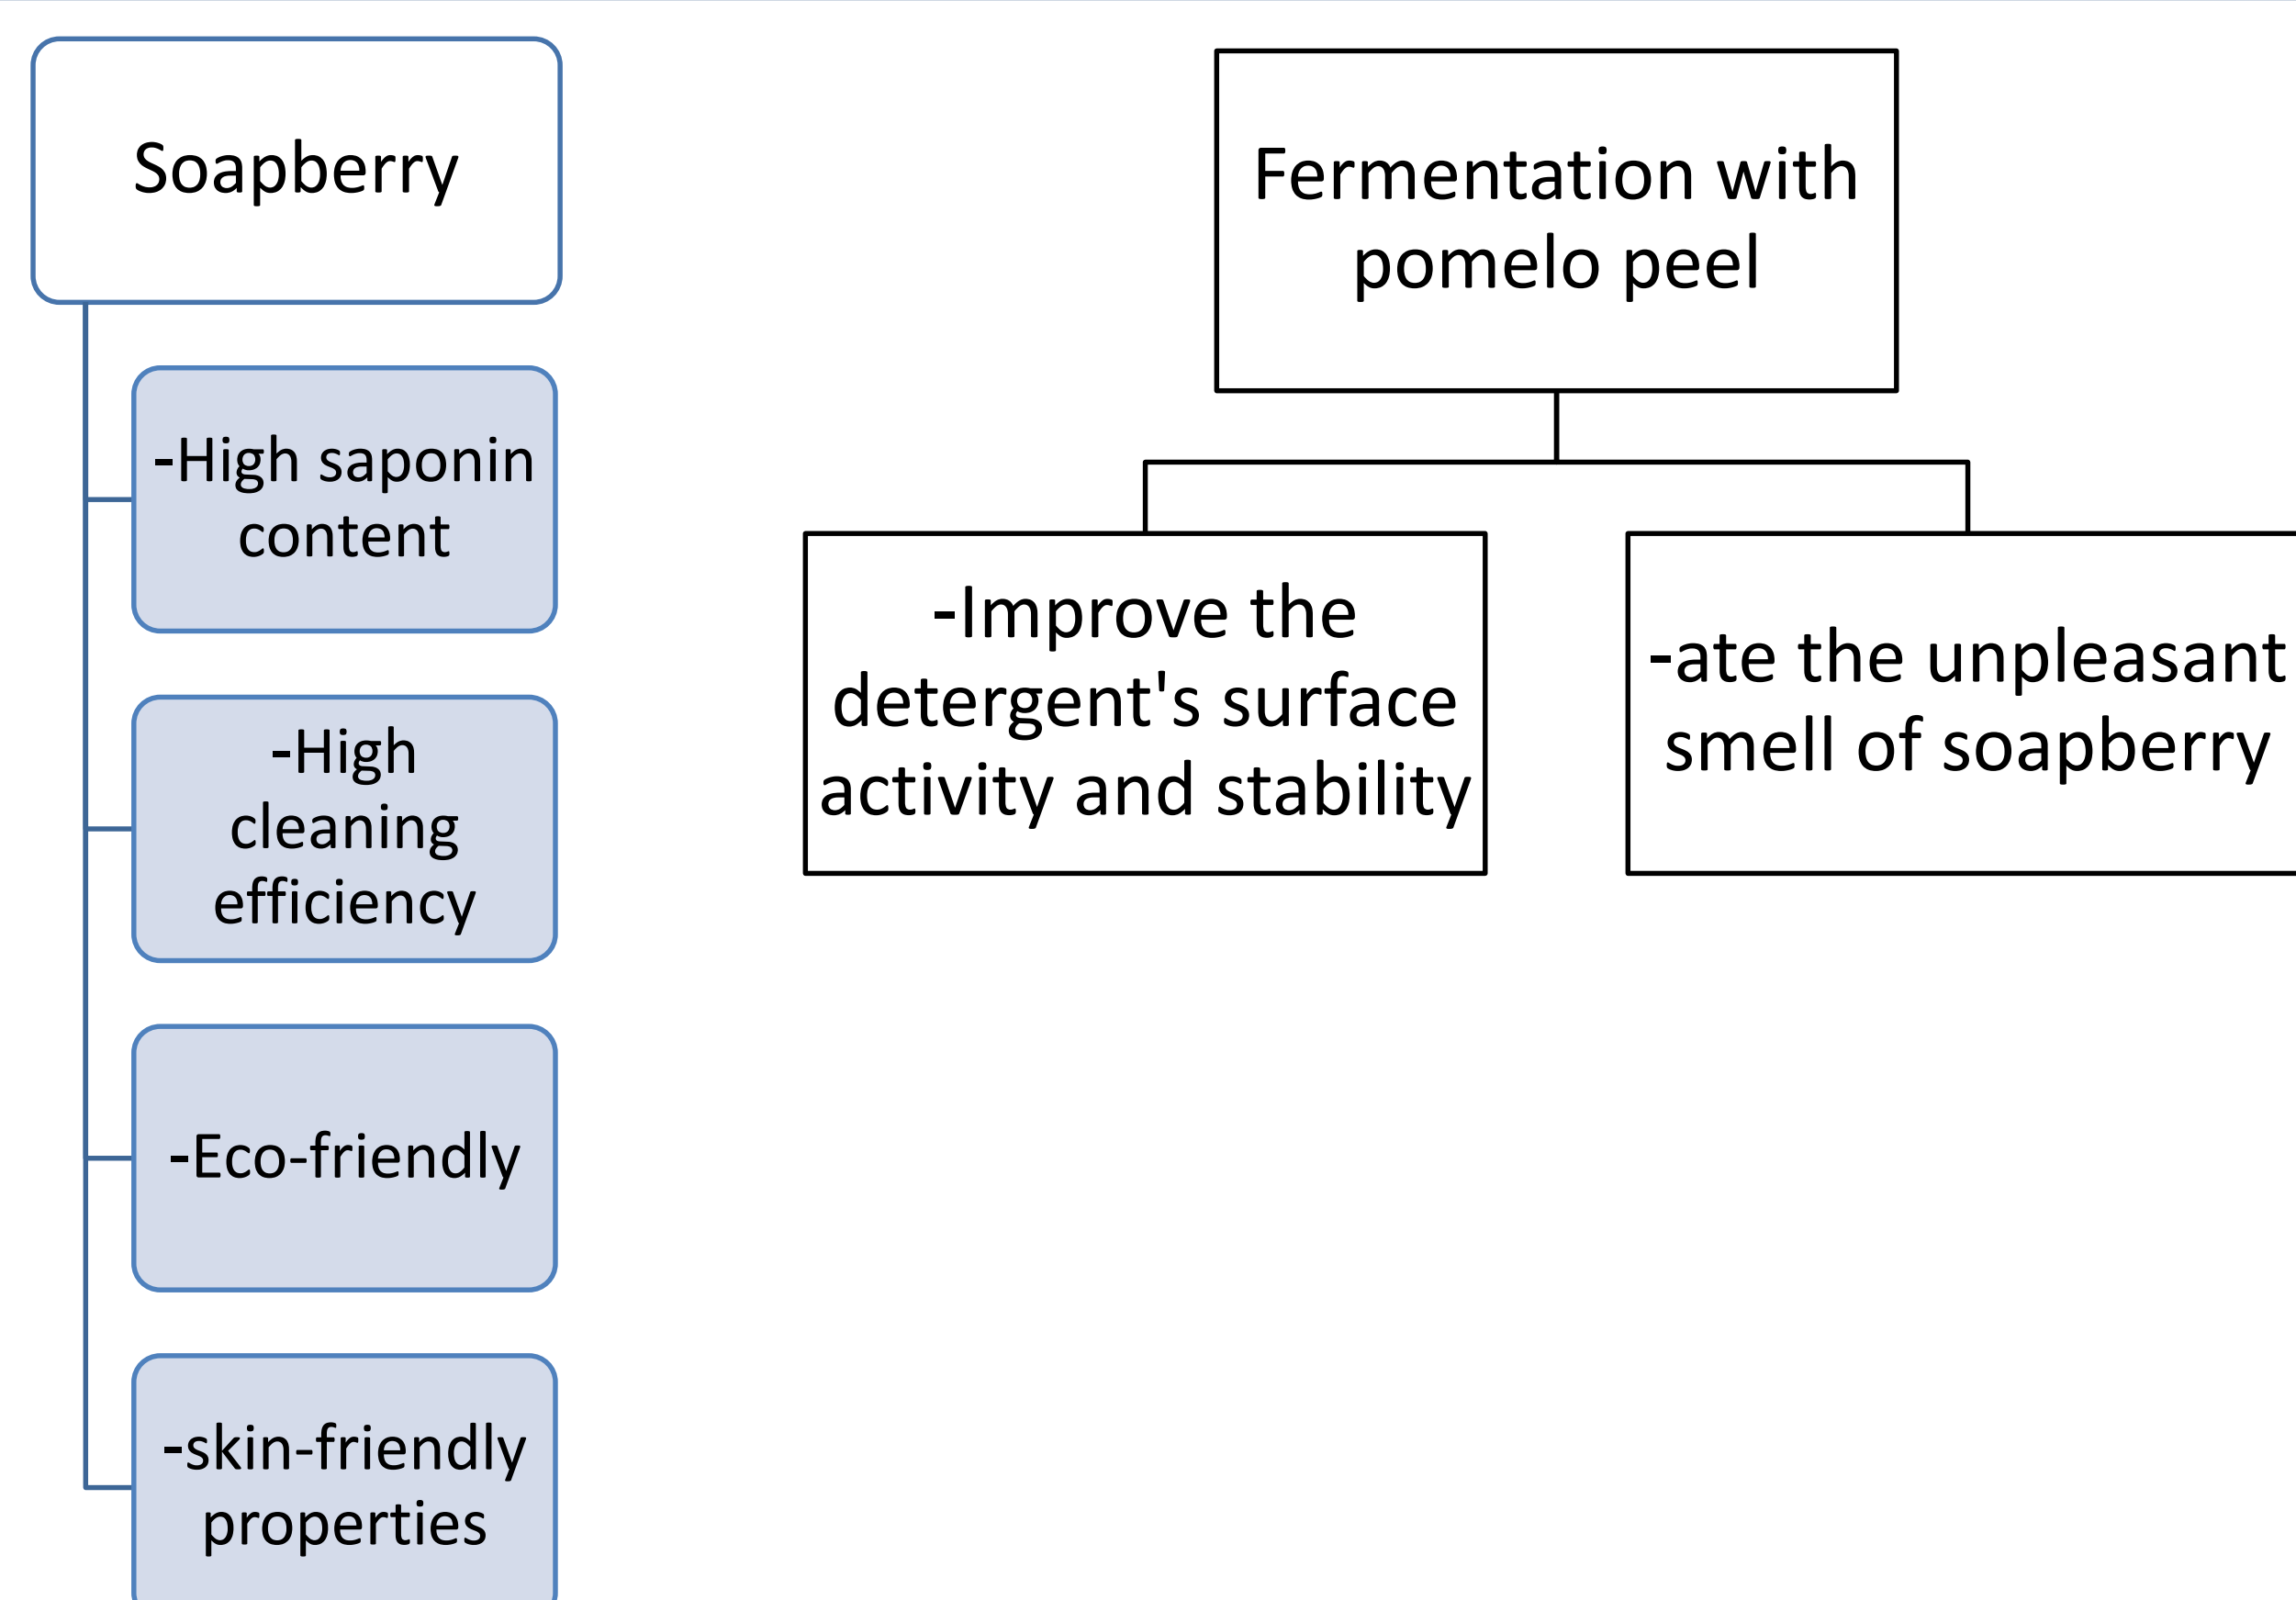 Soapberry
-High saponin
content
-High
cleaning
efficiency
-Eco-friendly
-skin-friendly
properties
Fermentation with
pomelo peel
-Improve the
detergent's surface
activity and stability
-ate the unpleasant
smell of soapberry